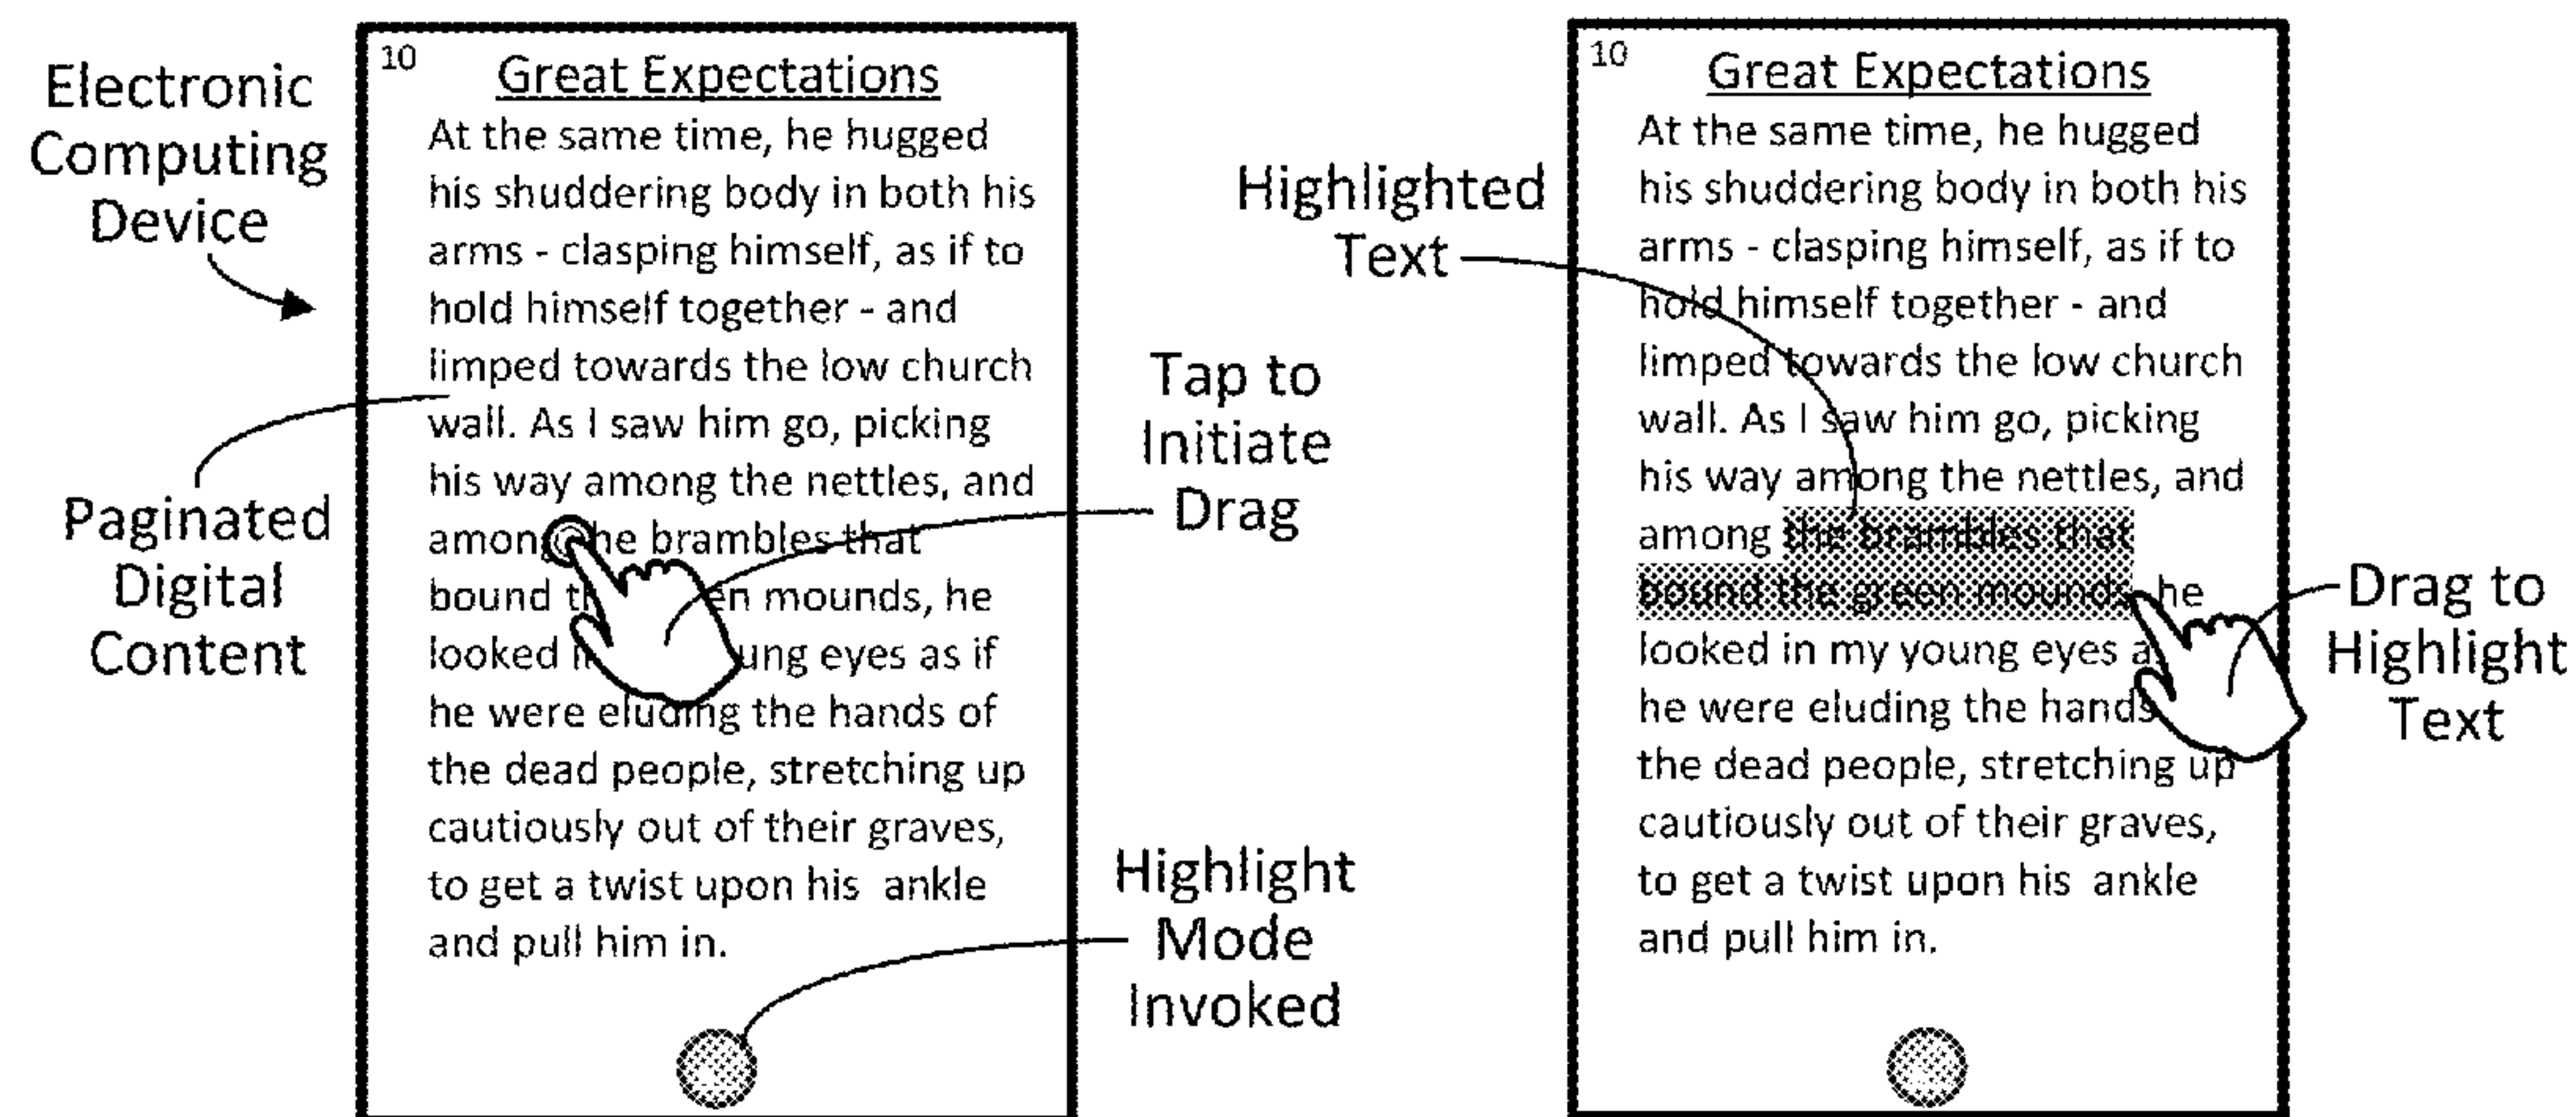 Electronic
Computing
Device
Paginated
Digital
Content
10
Great Expectations
At the same time, he hugged
his shuddering body in both his
arms - clasping himself, as if to
hold himself together - and
limped towards the low church
wall. As I saw him go, picking
his way among the nettles, and
among he brambles that
bound en mounds, he
looked ung eyes as if
he were eluding the hands of
the dead people, stretching up
cautiously out of their graves,
to get a twist upon his  ankle
and pull him in.
Tap to
Initiate
Drag
Highlight
Mode
Invoked
Highlighted
Text
10
Great Expectations
At the same time, he hugged
his shuddering body in both his
arms - clasping himself, as if to
hold himself together - and
limped towards the low church
wall. As I saw him go, picking
his way among the nettles, and
among the brambles that
bound the green mounds, he
looked in my young eyes a
he were eluding the hands
the dead people, stretching up
cautiously out of their graves,
to get a twist upon his  ankle
and pull him in.
Drag to
Highlight
Text